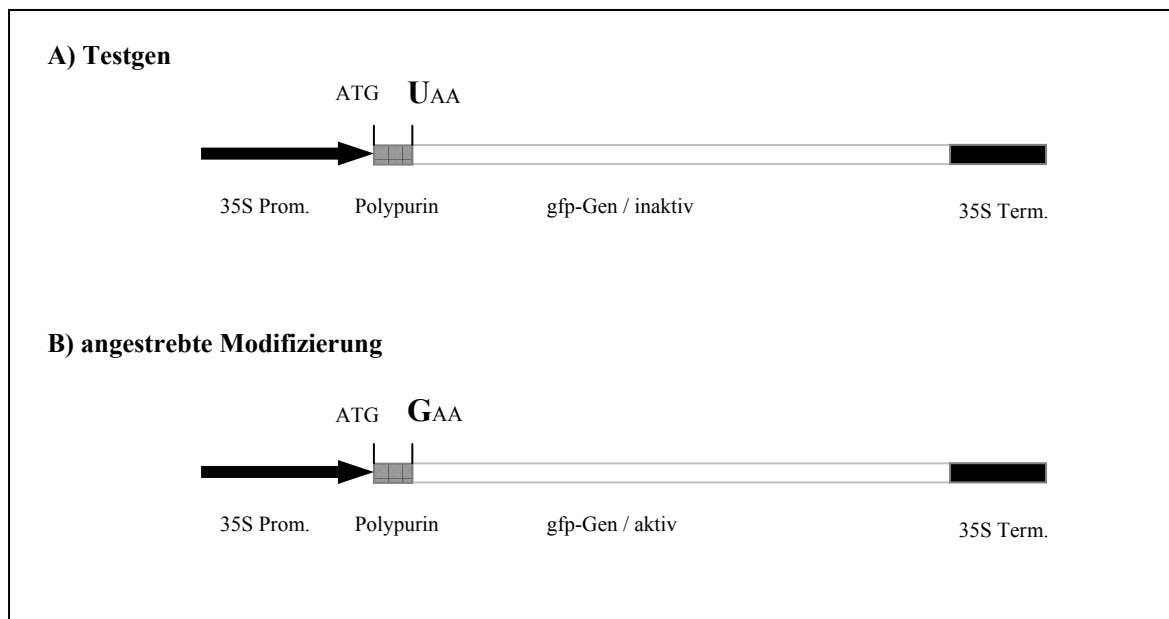 A) Testgen
ATG UAA
35S Prom. Polypurin gfp-Gen / inaktiv 35S Term.
B) angestrebte Modifizierung
ATG GAA
35S Prom. Polypurin gfp-Gen / aktiv 35S Term.